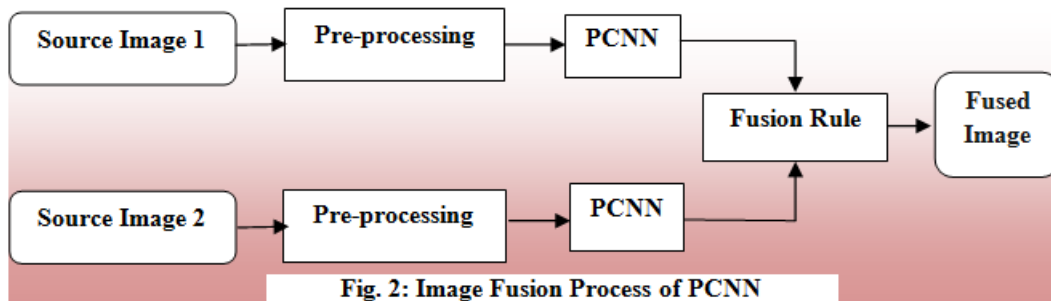 Source Image 1
Pre-processing
PCNN
Fusion Rule
Fused
Image
Source Image 2
Pre-processing
PCNN
Fig. 2: Image Fusion Process of PCNN